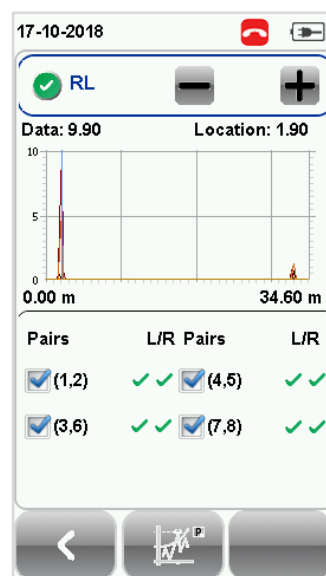 17-10-2018
RL
Data: 9.90 Location: 1.90
10
5
0
0.00 m 34.60 m
Pairs L/R Pairs L/R
(1,2) (4,5)
(3,6) (7,8)
P